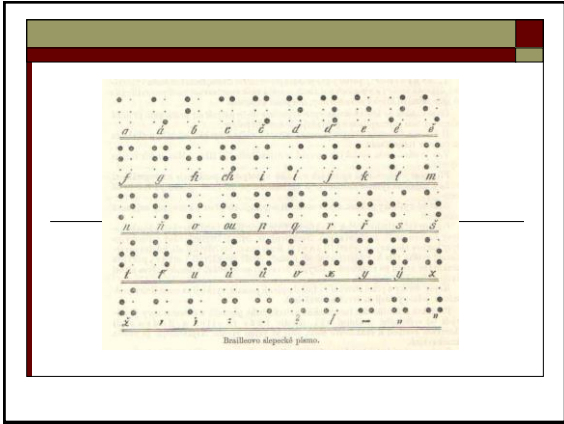 a á b c č d ď e é ě
f g h ch i í j k l m
n ň o ou p q r ř s š
t ť u ú ů v x y ý z
ž , ; : . ! — „ "
Brailleovo slepecké písmo.